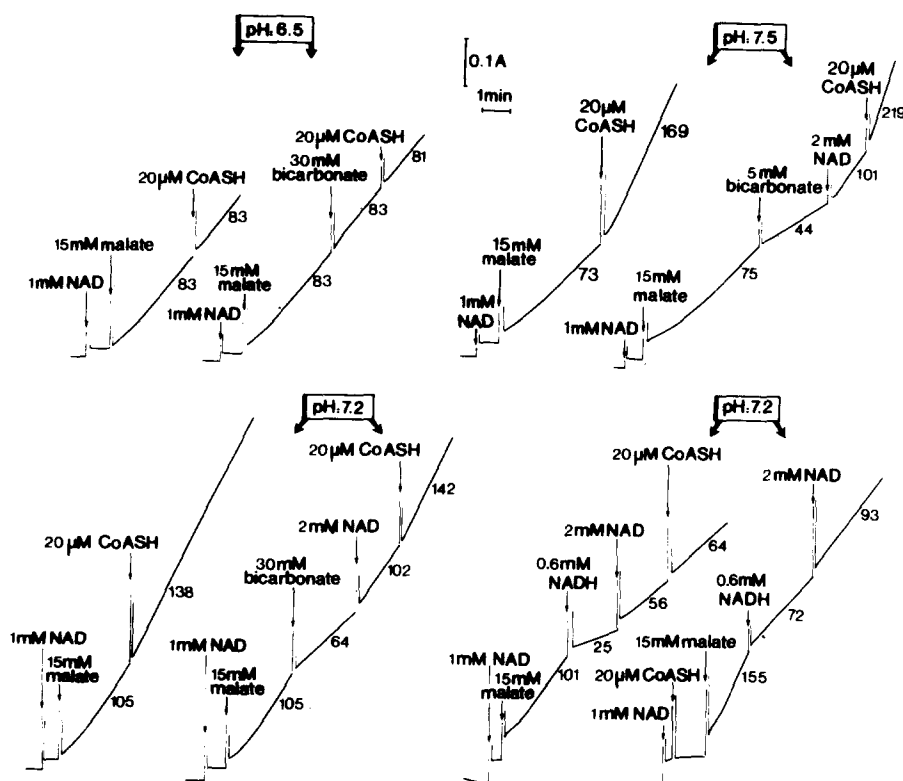 pH: 6.5
20µM CoASH
30mM
bicarbonate
20µM CoASH
15mM malate
15mM
malate
1mM NAD
1mM NAD
83
83
83
83
81
0.1A
1min
pH: 7.5
20µM
CoASH
169
15mM
malate
1mM
NAD
73
20µM
CoASH
219
2mM
NAD
101
5mM
bicarbonate
44
15mM
malate
75
1mM NAD
pH: 7.2
20µM CoASH
138
1mM NAD
15mM
malate
105
20µM CoASH
142
2mM NAD
102
30mM
bicarbonate
64
1mM NAD
15mM
malate
105
pH: 7.2
20µM CoASH
64
2mM NAD
56
0.6mM
NADH
25
1mM NAD
15mM
malate
101
2mM NAD
93
0.6mM
NADH
72
15mM malate
155
20µM CoASH
1mM NAD